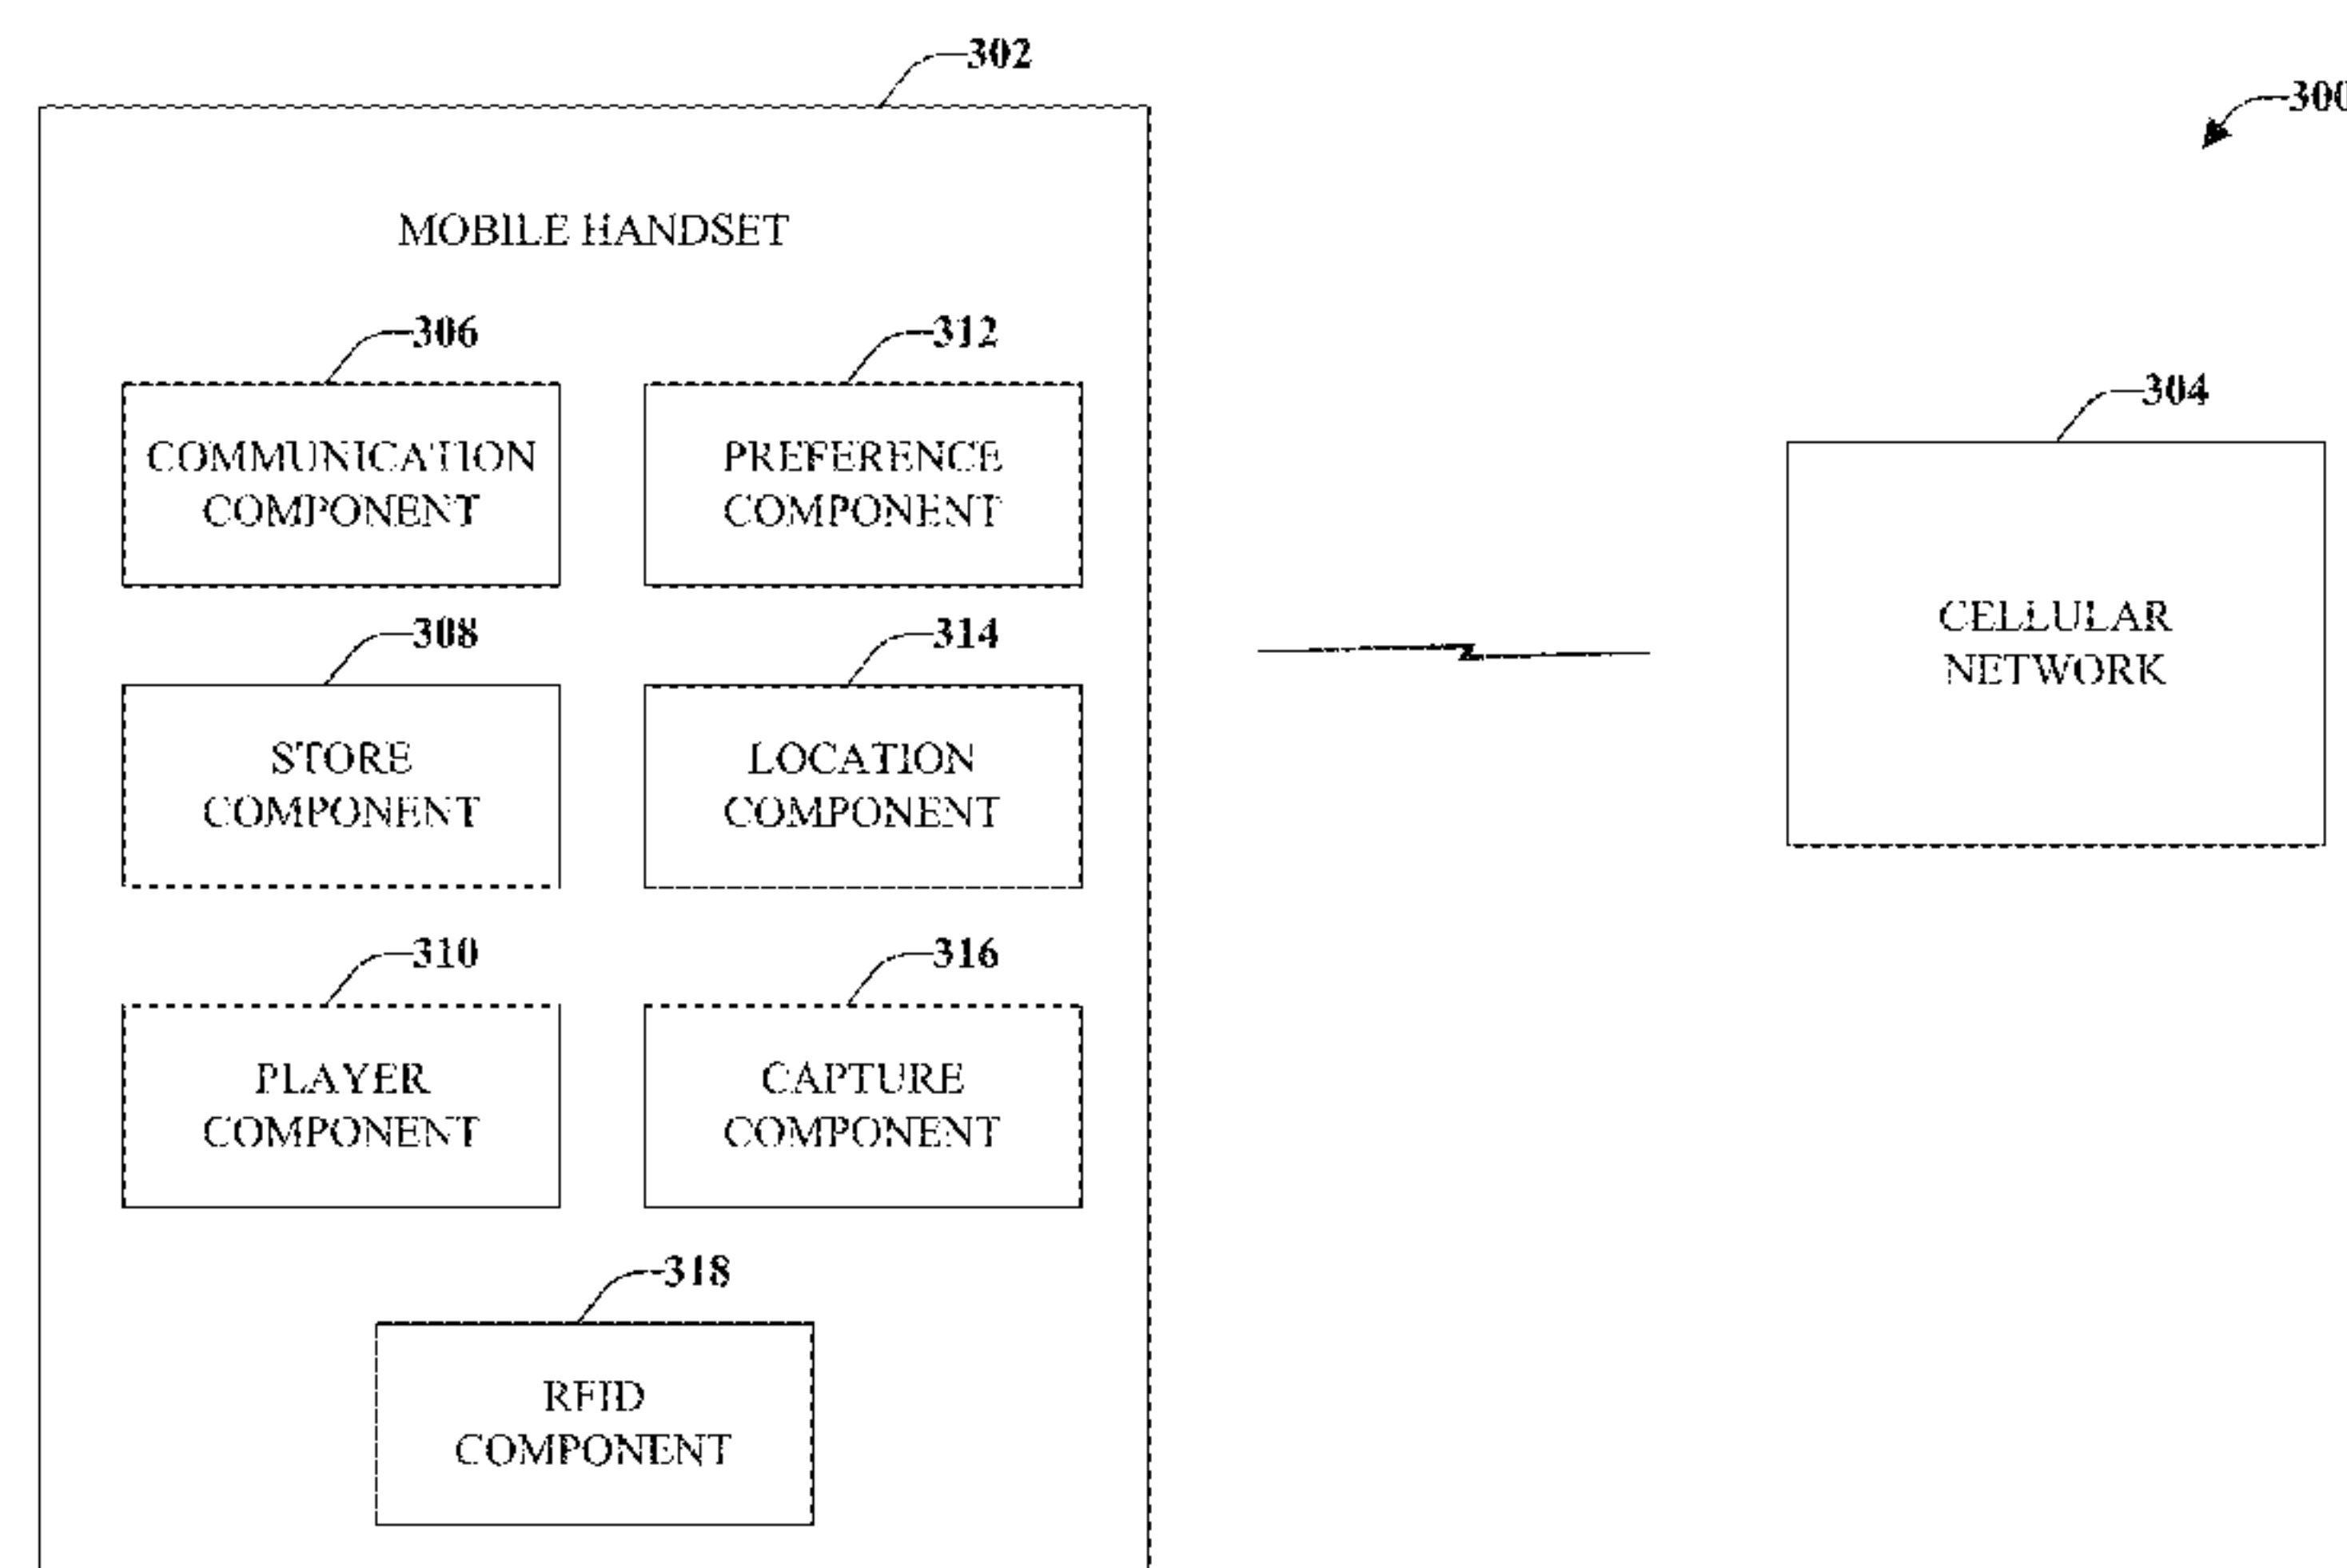 302
300
MOBILE HANDSET
306
312
COMMUNICATION
COMPONENT
PREFERENCE
COMPONENT
304
CELLULAR
NETWORK
308
314
STORE
COMPONENT
LOCATION
COMPONENT
310
316
PLAYER
COMPONENT
CAPTURE
COMPONENT
318
RFID
COMPONENT